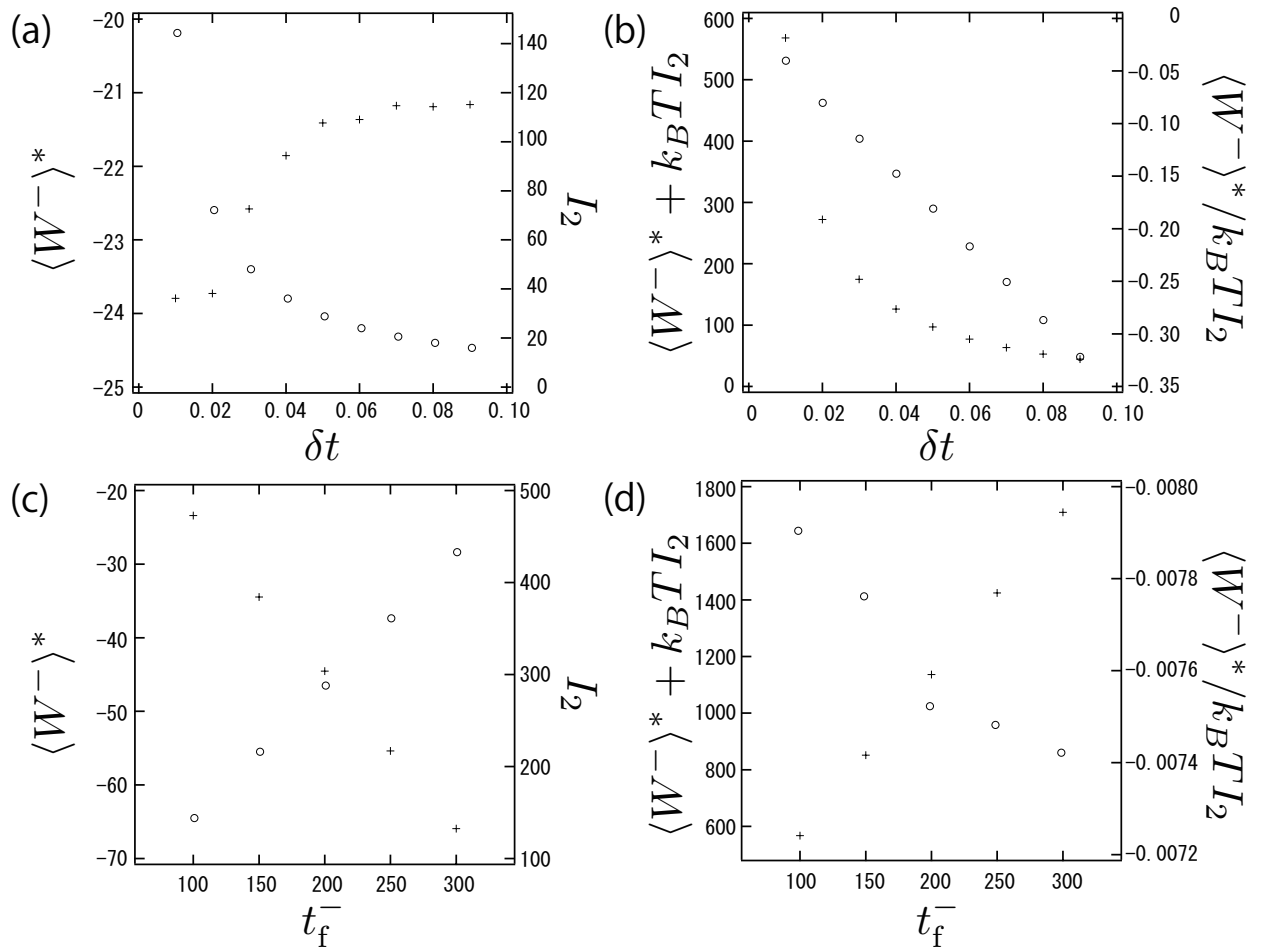 (a)
-20
-21
-22
-23
-24
-25
⟨W−⟩*
140
120
100
80
60
40
20
0
I₂
0 0.02 0.04 0.06 0.08 0.10
δt
(b)
600
500
400
300
200
100
0
⟨W−⟩* + k_BTI₂
0
-0.05
-0.10
-0.15
-0.20
-0.25
-0.30
-0.35
⟨W−⟩*/k_BTI₂
0 0.02 0.04 0.06 0.08 0.10
δt
(c)
-20
-30
-40
-50
-60
-70
⟨W−⟩*
500
400
300
200
100
I₂
100 150 200 250 300
t_f^−
(d)
1800
1600
1400
1200
1000
800
600
⟨W−⟩* + k_BTI₂
-0.0080
-0.0078
-0.0076
-0.0074
-0.0072
⟨W−⟩*/k_BTI₂
100 150 200 250 300
t_f^−